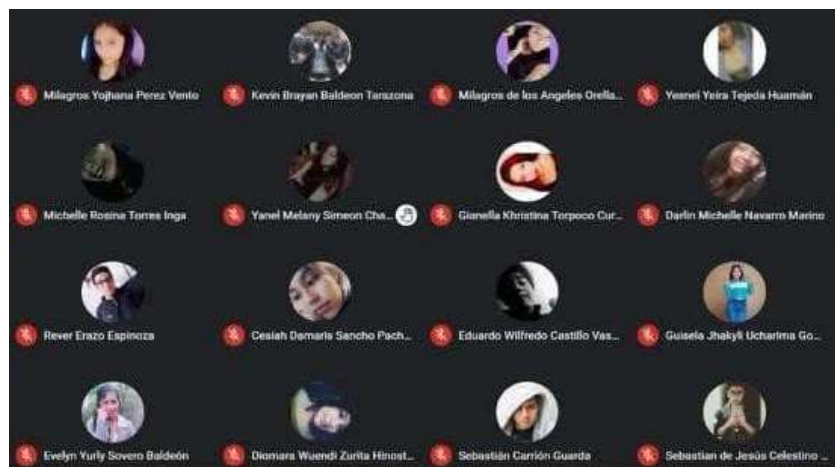 Milagros Yojhana Perez Vento
Kevin Brayan Baldeon Tarazona
Milagros de los Angeles Orella...
Yesnei Yeira Tejeda Huamán
Michelle Rosina Torres Inga
Yanel Melany Simeon Cha...
Gianella Khristina Torpoco Cur...
Darlin Michelle Navarro Marino
Rever Erazo Espinoza
Cesiah Damaris Sancho Pach...
Eduardo Wilfredo Castillo Vas...
Guisela Jhakyli Ucharima Go...
Evelyn Yurly Sovero Baldeón
Diomara Wuendi Zurita Hinost...
Sebastián Carrión Guarda
Sebastian de Jesús Celestino ...